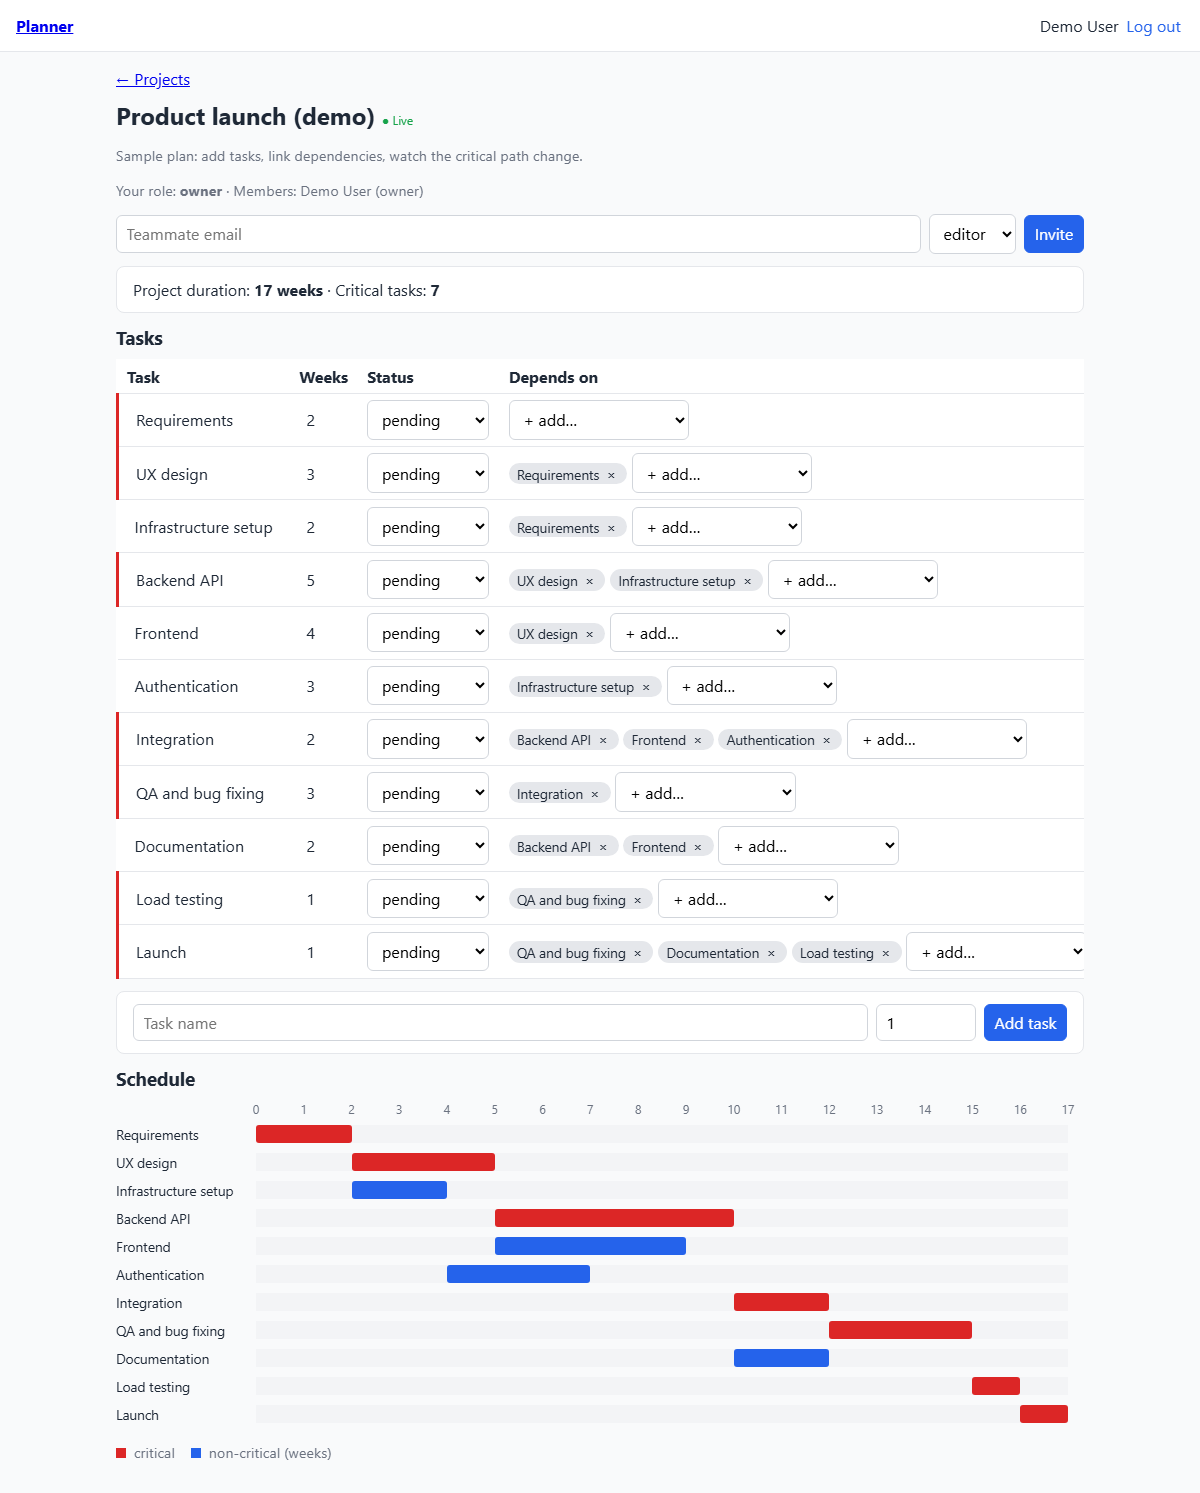 Planner Demo User Log out
← Projects
Product launch (demo) ● Live
Sample plan: add tasks, link dependencies, watch the critical path change.
Your role: owner · Members: Demo User (owner)
Teammate email editor Invite
Project duration: 17 weeks · Critical tasks: 7
Tasks
Task Weeks Status Depends on
Requirements 2 pending + add...
UX design 3 pending Requirements × + add...
Infrastructure setup 2 pending Requirements × + add...
Backend API 5 pending UX design × Infrastructure setup × + add...
Frontend 4 pending UX design × + add...
Authentication 3 pending Infrastructure setup × + add...
Integration 2 pending Backend API × Frontend × Authentication × + add...
QA and bug fixing 3 pending Integration × + add...
Documentation 2 pending Backend API × Frontend × + add...
Load testing 1 pending QA and bug fixing × + add...
Launch 1 pending QA and bug fixing × Documentation × Load testing × + add...
Task name 1 Add task
Schedule
0 1 2 3 4 5 6 7 8 9 10 11 12 13 14 15 16 17
Requirements
UX design
Infrastructure setup
Backend API
Frontend
Authentication
Integration
QA and bug fixing
Documentation
Load testing
Launch
critical non-critical (weeks)